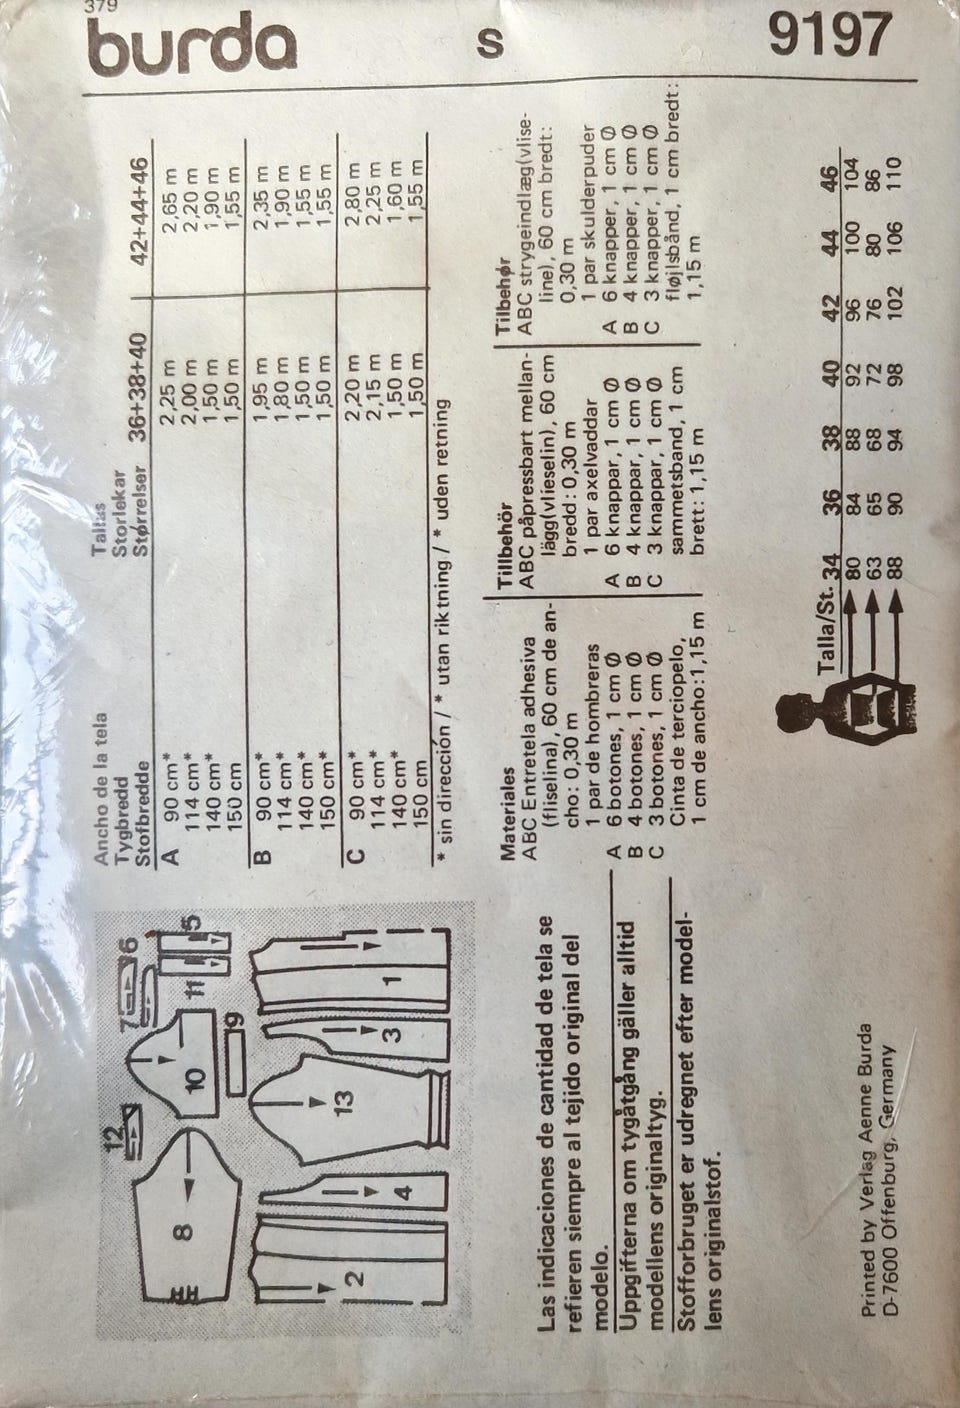 379
burda
s
9197
12
7
6
8
10
9
11
5
2
4
13
3
1
Ancho de la tela Tallas
Tygbredd Storlekar
Stofbredde Størrelser 36+38+40 42+44+46
A 90 cm* 2,25 m 2,65 m
114 cm* 2,00 m 2,20 m
140 cm* 1,50 m 1,90 m
150 cm 1,50 m 1,55 m
B 90 cm* 1,95 m 2,35 m
114 cm* 1,80 m 1,90 m
140 cm* 1,50 m 1,55 m
150 cm* 1,50 m 1,55 m
C 90 cm* 2,20 m 2,80 m
114 cm* 2,15 m 2,25 m
140 cm* 1,50 m 1,60 m
150 cm 1,50 m 1,55 m
* sin dirección / * utan riktning / * uden retning
Las indicaciones de cantidad de tela se
refieren siempre al tejido original del
modelo.
Uppgifterna om tygåtgång gäller alltid
modellens originaltyg.
Stofforbruget er udregnet efter model-
lens originalstof.
Materiales
ABC Entretela adhesiva
(fliselina), 60 cm de an-
cho: 0,30 m
1 par de hombreras
A 6 botones, 1 cm Ø
B 4 botones, 1 cm Ø
C 3 botones, 1 cm Ø
Cinta de terciopelo,
1 cm de ancho:1,15 m
Tillbehör
ABC påpressbart mellan-
lägg(vlieselin), 60 cm
bredd: 0,30 m
1 par axelvaddar
A 6 knappar, 1 cm Ø
B 4 knappar, 1 cm Ø
C 3 knappar, 1 cm Ø
sammetsband, 1 cm
brett: 1,15 m
Tilbehør
ABC strygeindlæg(vlise-
line), 60 cm bredt:
0,30 m
1 par skulderpuder
A 6 knapper, 1 cm Ø
B 4 knapper, 1 cm Ø
C 3 knapper, 1 cm Ø
fløjlsbånd, 1 cm bredt:
1,15 m
Talla/St. 34 36 38 40 42 44 46
80 84 88 92 96 100 104
63 65 68 72 76 80 86
88 90 94 98 102 106 110
Printed by Verlag Aenne Burda
D-7600 Offenburg, Germany